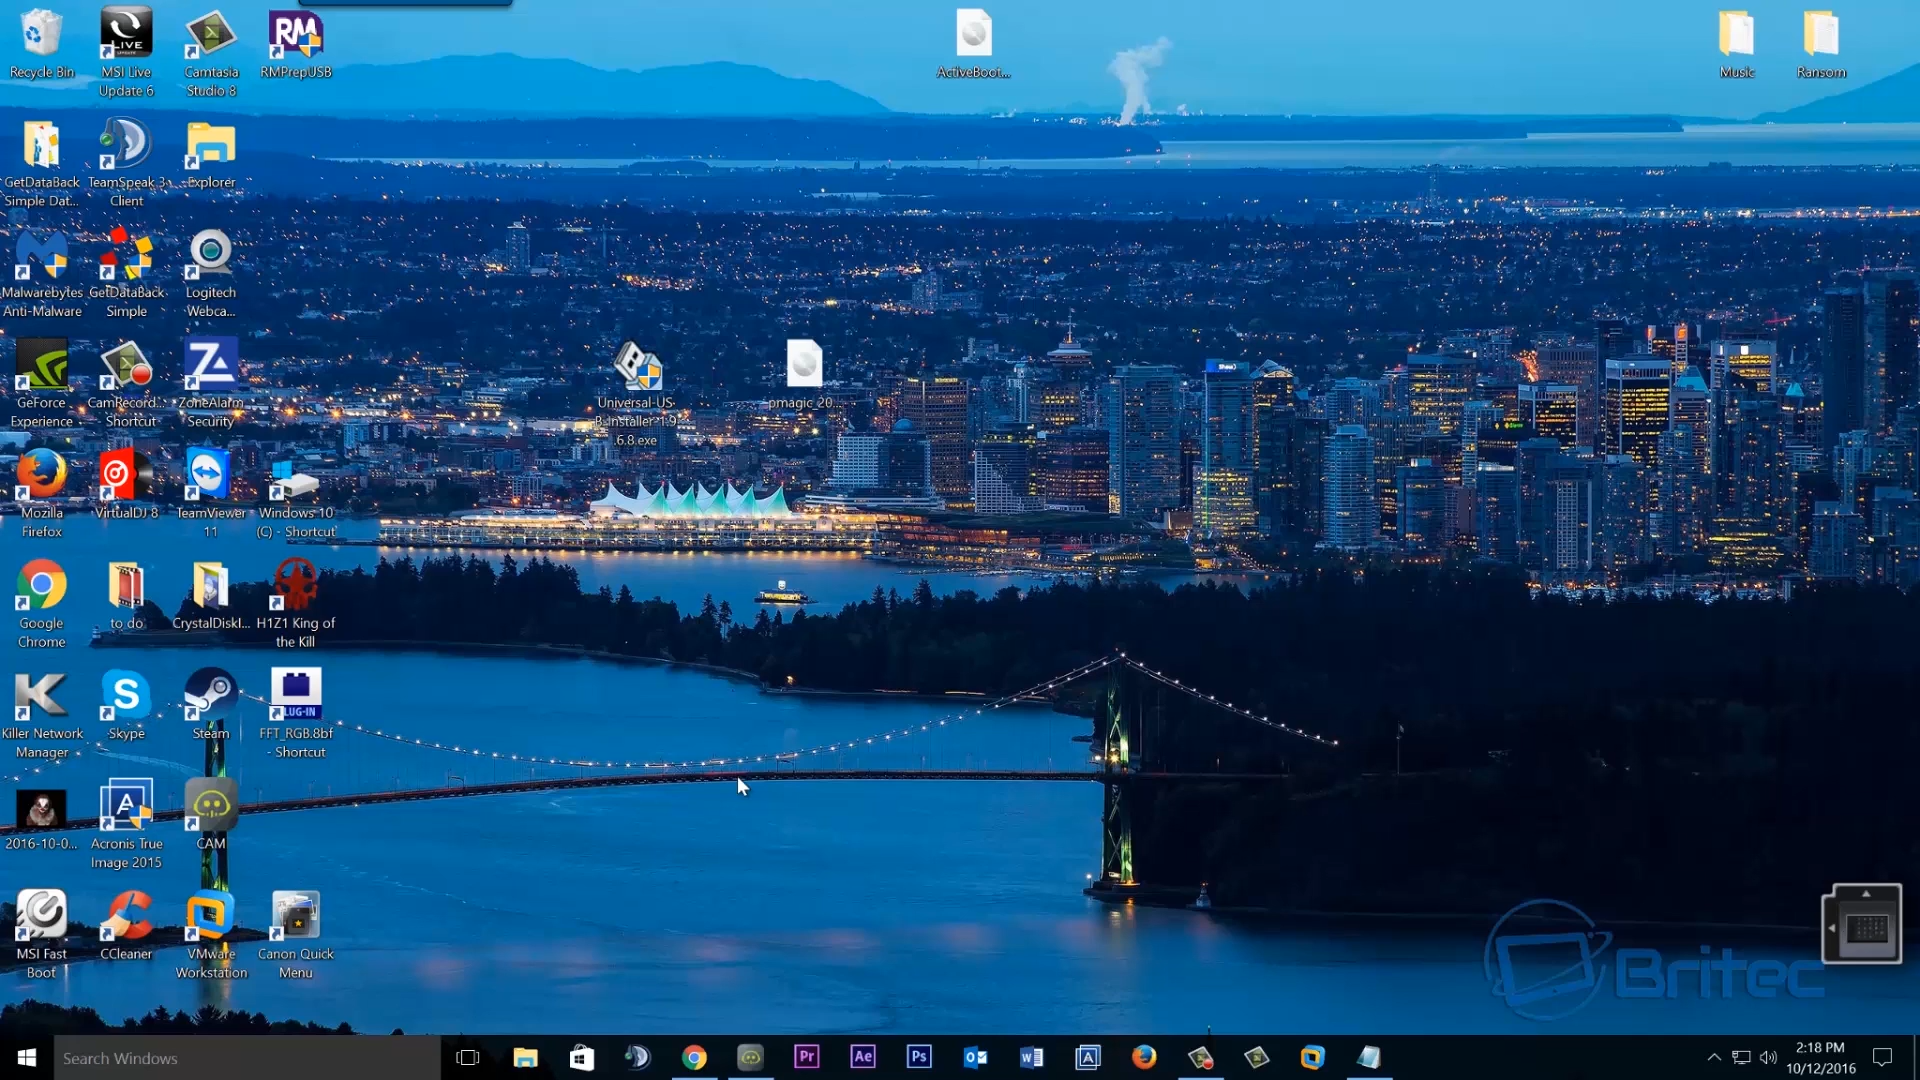 Recycle Bin
MSI Live
Update 6
Camtasia
Studio 8
RMPrepUSB
ActiveBoot...
Music
Ransom
GetDataBack
Simple Dat...
TeamSpeak 3
Client
Explorer
Malwarebytes
Anti-Malware
GetDataBack
Simple
Logitech
Webca...
GeForce
Experience
CamRecord...
Shortcut
ZoneAlarm
Security
Universal-US
B-Installer-1.9.
6.8.exe
pmagic_20...
Mozilla
Firefox
VirtualDJ 8
TeamViewer
11
Windows 10
(C) - Shortcut
Google
Chrome
to do
CrystalDiskI...
H1Z1 King of
the Kill
Killer Network
Manager
Skype
Steam
PLUG-IN
FFT_RGB.8bf
- Shortcut
2016-10-0...
Acronis True
Image 2015
CAM
MSI Fast
Boot
CCleaner
VMware
Workstation
Canon Quick
Menu
Britec
Search Windows
2:18 PM
10/12/2016